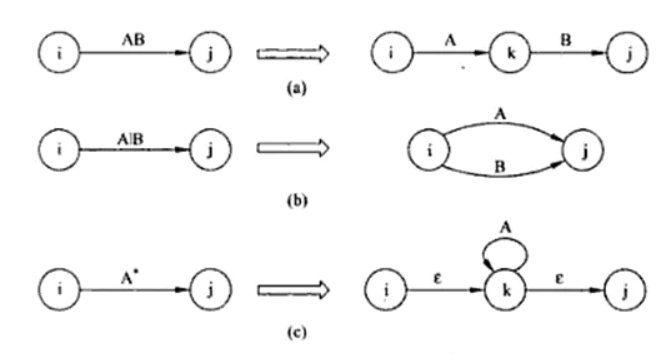 AB A B
i j i k j
(a)
A|B A
i j i j
B
(b)
A
A* ε ε
i j i k j
(c)